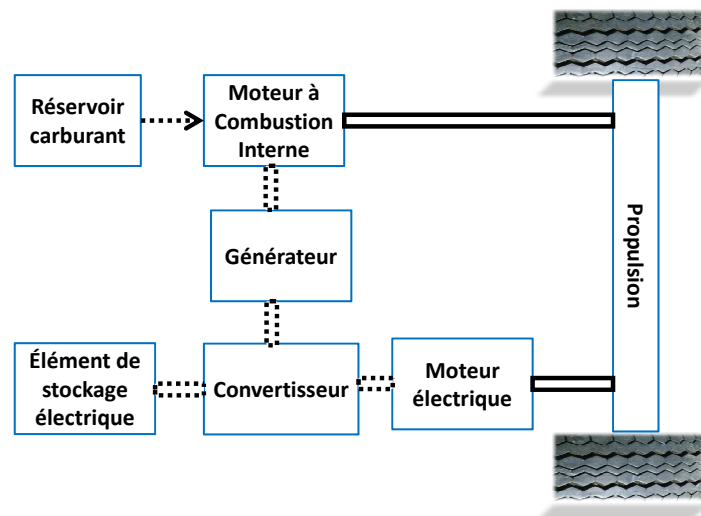 Réservoir
carburant
Moteur à
Combustion
Interne
Générateur
Propulsion
Élément de
stockage
électrique
Convertisseur
Moteur
électrique